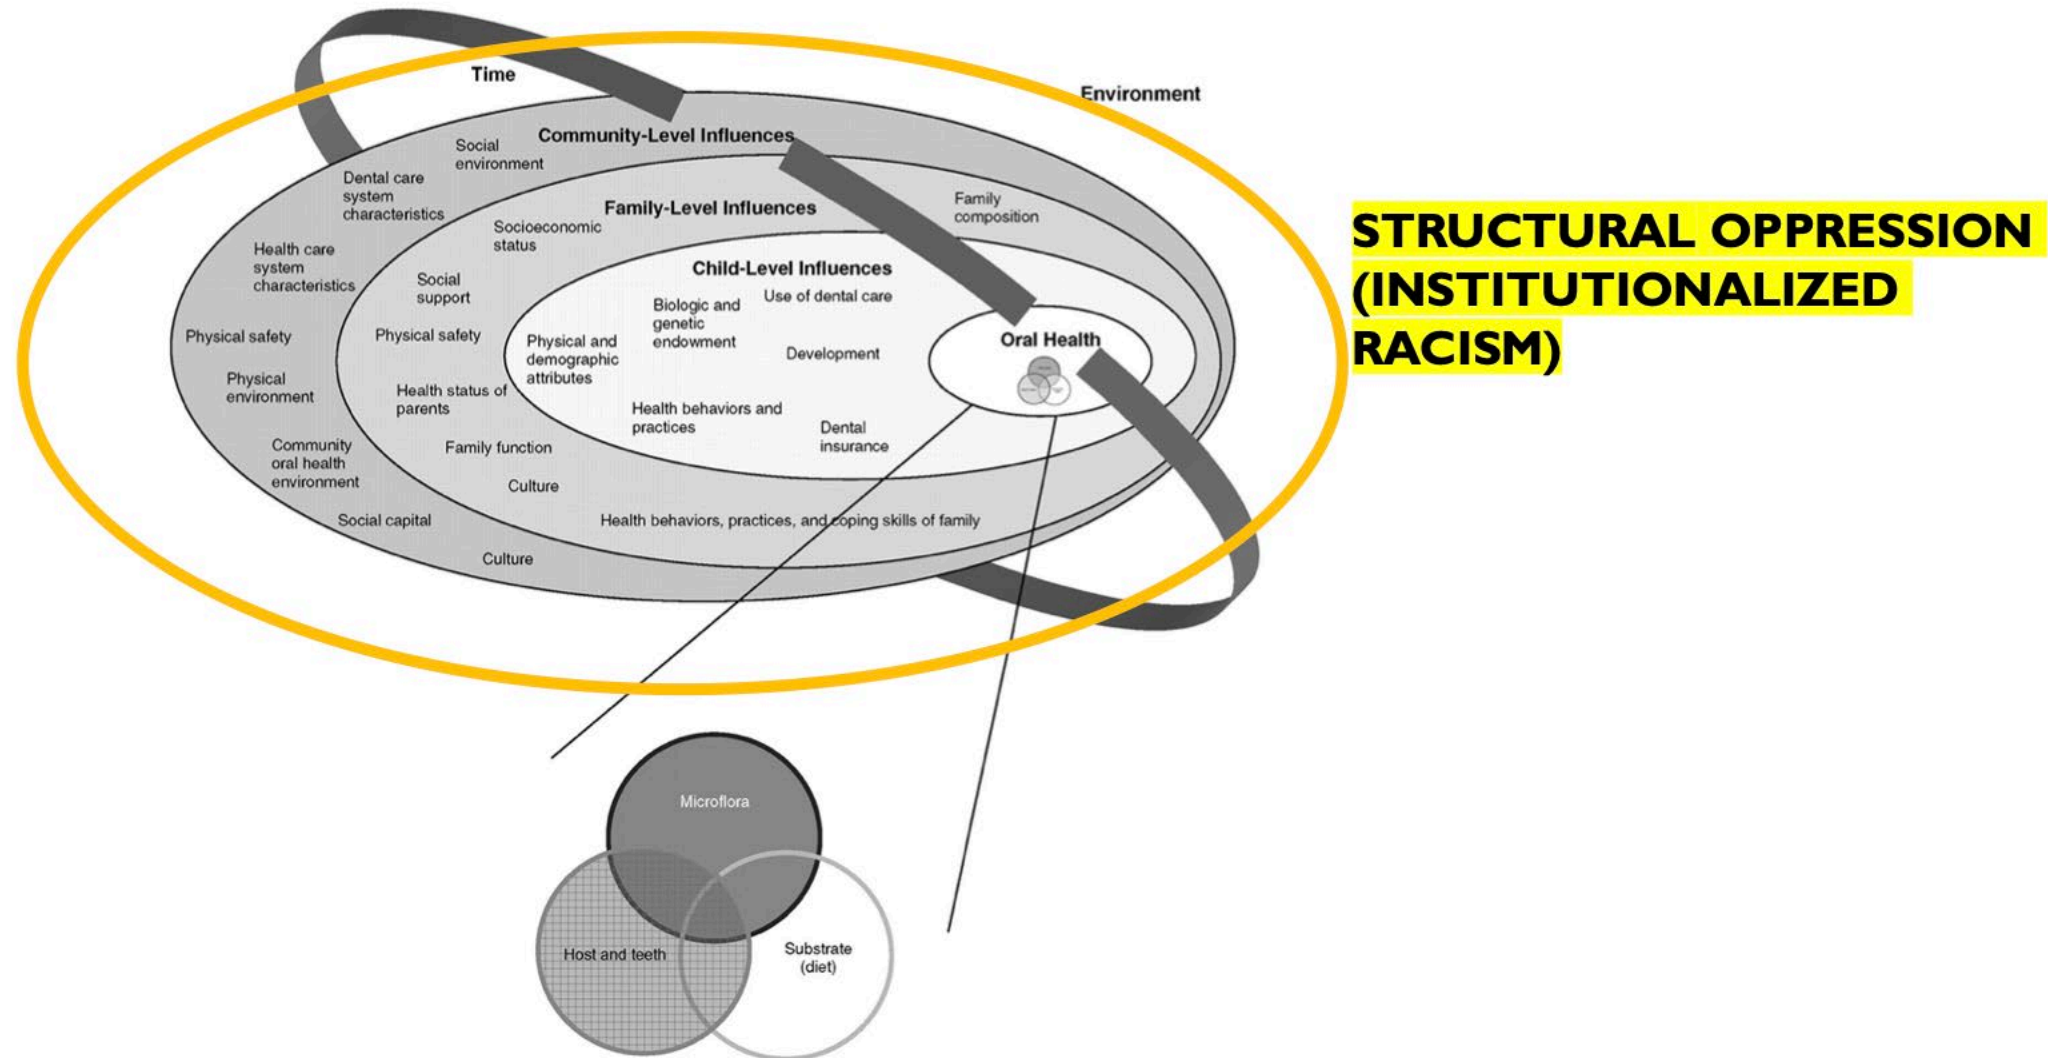 Time
Environment
Community-Level Influences
Social
environment
Dental care
system
characteristics
Health care
system
characteristics
Physical safety
Physical
environment
Community
oral health
environment
Social capital
Culture
Family-Level Influences
Family
composition
Socioeconomic
status
Social
support
Physical safety
Health status of
parents
Family function
Culture
Health behaviors, practices, and coping skills of family
Child-Level Influences
Biologic and
genetic
endowment
Use of dental care
Physical and
demographic
attributes
Development
Health behaviors and
practices
Dental
insurance
Oral Health
STRUCTURAL OPPRESSION
(INSTITUTIONALIZED
RACISM)
Microflora
Host and teeth
Substrate
(diet)